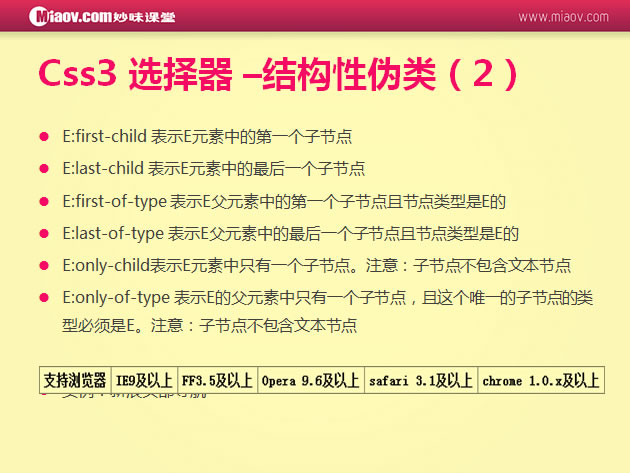 Miaov.com 妙味课堂
www.miaov.com
Css3 选择器 –结构性伪类（2）
E:first-child 表示E元素中的第一个子节点
E:last-child 表示E元素中的最后一个子节点
E:first-of-type 表示E父元素中的第一个子节点且节点类型是E的
E:last-of-type 表示E父元素中的最后一个子节点且节点类型是E的
E:only-child表示E元素中只有一个子节点。注意：子节点不包含文本节点
E:only-of-type 表示E的父元素中只有一个子节点，且这个唯一的子节点的类
型必须是E。注意：子节点不包含文本节点
支持浏览器 IE9及以上 FF3.5及以上 Opera 9.6及以上 safari 3.1及以上 chrome 1.0.x及以上